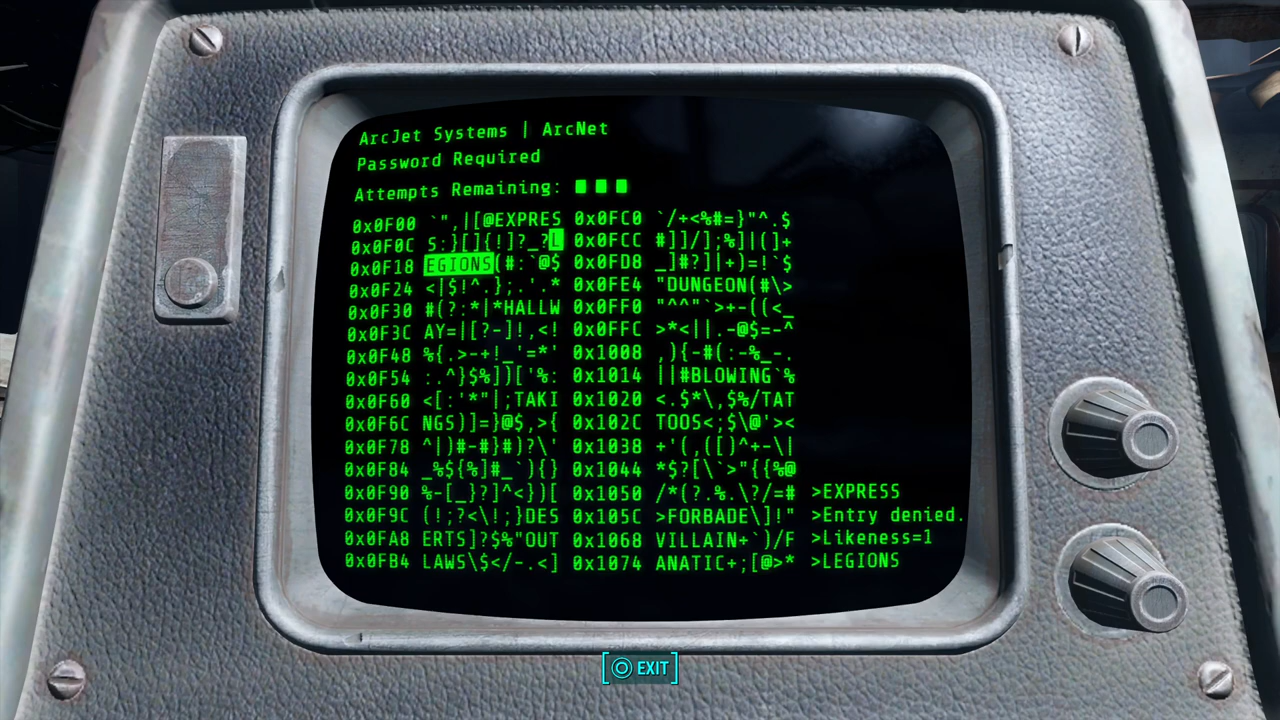 ArcJet Systems | ArcNet
Password Required
Attempts Remaining: ■ ■ ■
0x0F00 `",|[@EXPRES 0x0FC0 `/+<%#=}"^.$
0x0F0C S:}[]{!]?_?L 0x0FCC #]]/];%]|(]+
0x0F18 EGIONS(#:`@$ 0x0FD8 _]#?]|+)=!`$
0x0F24 <|$!^.};.'.* 0x0FE4 "DUNGEON(#\>
0x0F30 #(?:*|*HALLW 0x0FF0 "^^"`>+-((<_
0x0F3C AY=|[?-]!,<! 0x0FFC >*<||.-@$=-^
0x0F48 %{.>-+!_'=*' 0x1008 ,){-#(:-%_-.
0x0F54 :.^}$%])['%: 0x1014 ||#BLOWING`%
0x0F60 <[:'*"|;TAKI 0x1020 <.$*\,$%/TAT
0x0F6C NGS)]=}@$,>{ 0x102C TOOS<;$\@'><
0x0F78 ^|)#-#}#)?\' 0x1038 +'(,([)^+-\|
0x0F84 _%${%]#_`){} 0x1044 *$?[\`>"{{%@
0x0F90 %-[_}?]^<})[ 0x1050 /*(?.%.\?/=#
0x0F9C (!;?<\!;}DES 0x105C >FORBADE\]!"
0x0FA8 ERTS]?$%"OUT 0x1068 VILLAIN+`)/F
0x0FB4 LAWS\$</-.<] 0x1074 ANATIC+;[@>*
>EXPRESS
>Entry denied.
>Likeness=1
>LEGIONS
EXIT